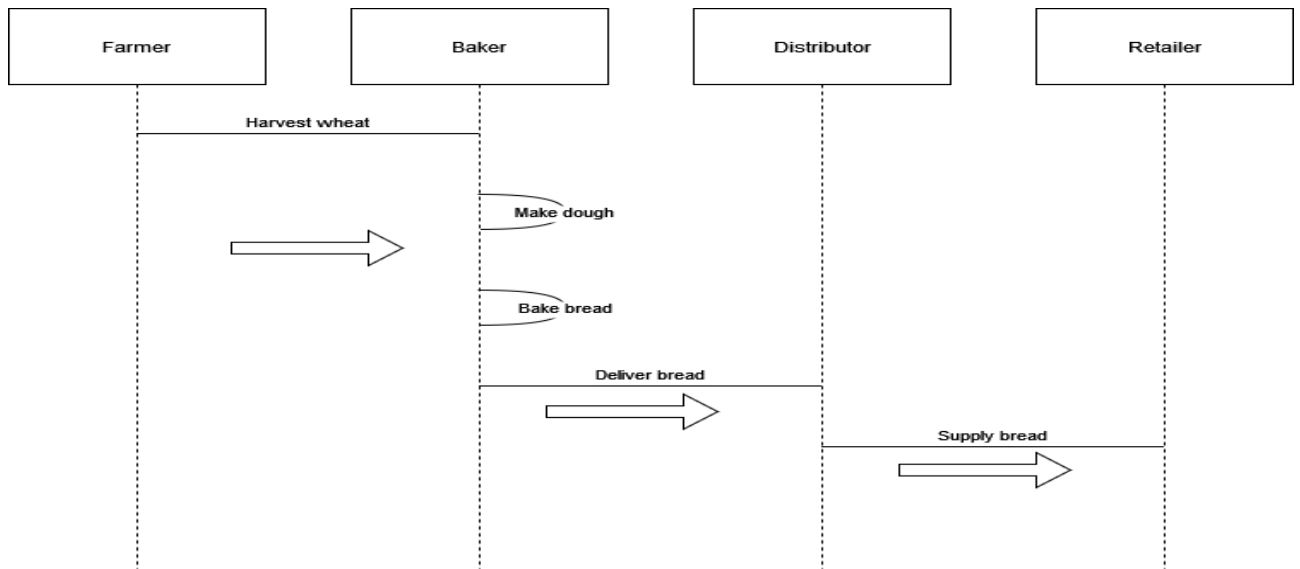 Farmer
Baker
Distributor
Retailer
Harvest wheat
Make dough
Bake bread
Deliver bread
Supply bread